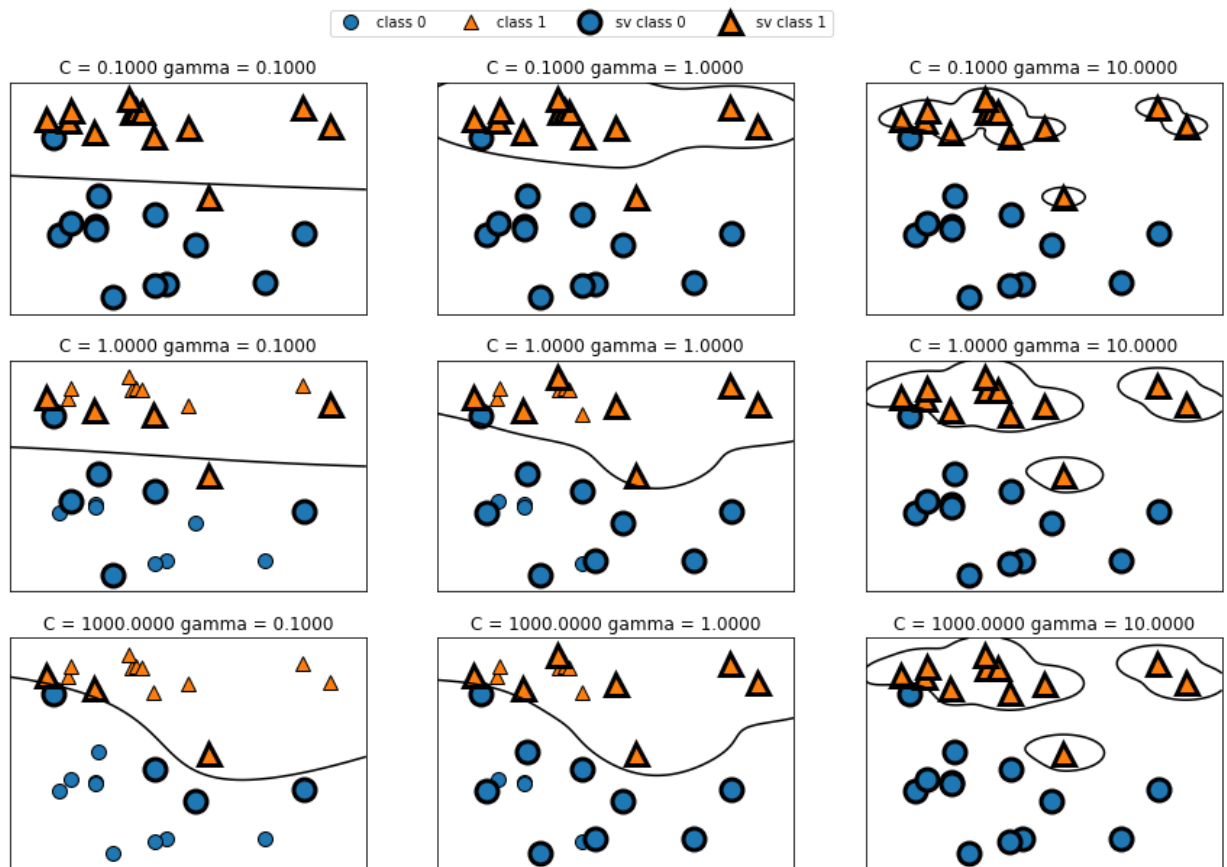 class 0 class 1 sv class 0 sv class 1
C = 0.1000 gamma = 0.1000
C = 0.1000 gamma = 1.0000
C = 0.1000 gamma = 10.0000
C = 1.0000 gamma = 0.1000
C = 1.0000 gamma = 1.0000
C = 1.0000 gamma = 10.0000
C = 1000.0000 gamma = 0.1000
C = 1000.0000 gamma = 1.0000
C = 1000.0000 gamma = 10.0000